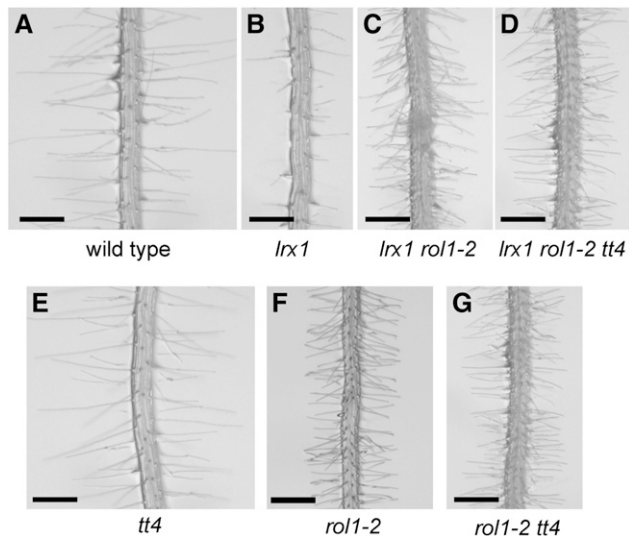 A
B
C
D
wild type
lrx1
lrx1 rol1-2
lrx1 rol1-2 tt4
E
F
G
tt4
rol1-2
rol1-2 tt4